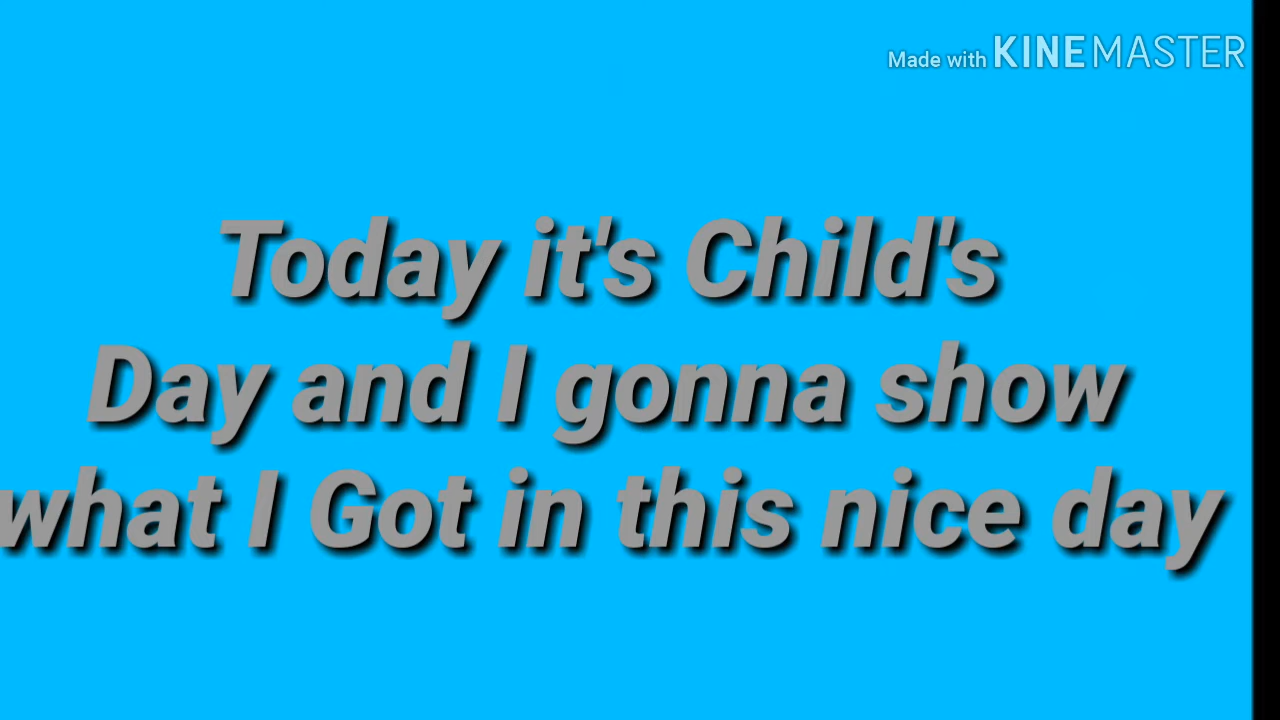 Made with KINEMASTER
Today it's Child's
Day and I gonna show
what I Got in this nice day